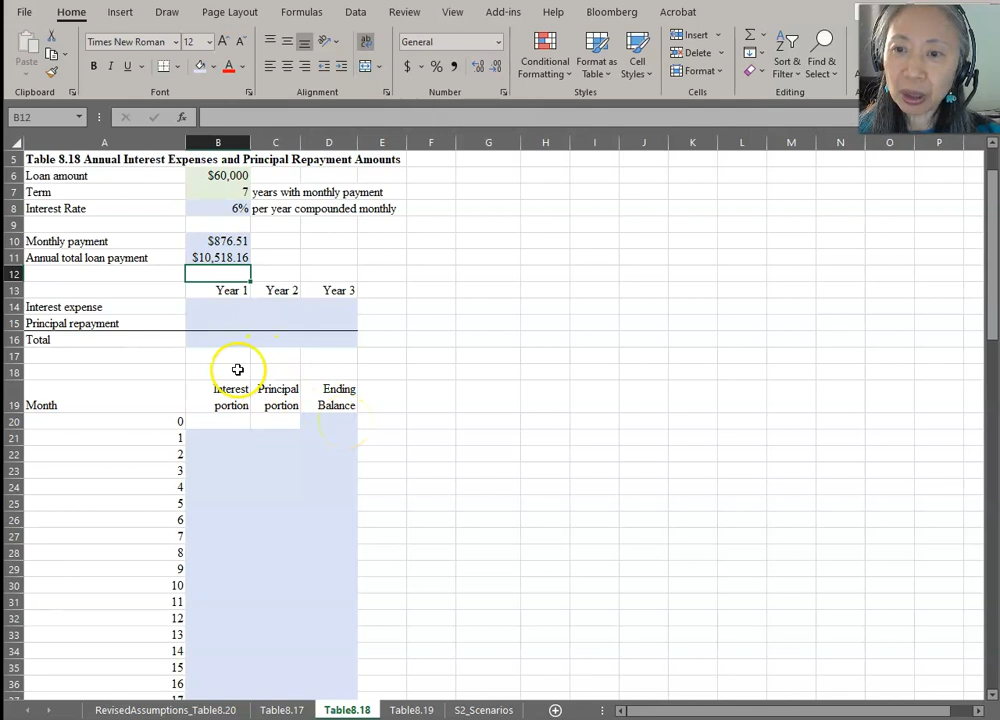 File Home Insert Draw Page Layout Formulas Data Review View Add-ins Help Bloomberg Acrobat
Paste
Times New Roman 12 A A
B I U A
General
$ % 9
Conditional Formatting
Format as Table
Cell Styles
Insert
Delete
Format
Sort & Filter
Find & Select
Clipboard Font Alignment Number Styles Cells Editing
B12 fx
A B C D E F G H I J K L M N O P
5 Table 8.18 Annual Interest Expenses and Principal Repayment Amounts
6 Loan amount $60,000
7 Term 7 years with monthly payment
8 Interest Rate 6% per year compounded monthly
9
10 Monthly payment $876.51
11 Annual total loan payment $10,518.16
12
13 Year 1 Year 2 Year 3
14 Interest expense
15 Principal repayment
16 Total
17
18
Interest Principal Ending
19 Month portion portion Balance
20 0
21 1
22 2
23 3
24 4
25 5
26 6
27 7
28 8
29 9
30 10
31 11
32 12
33 13
34 14
35 15
36 16
37 17
RevisedAssumptions_Table8.20 Table8.17 Table8.18 Table8.19 S2_Scenarios